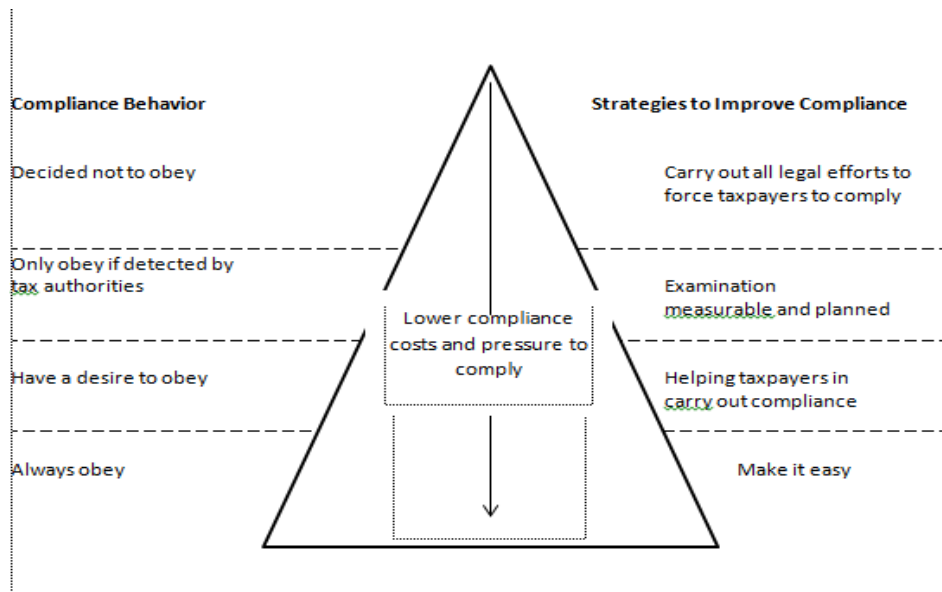 Compliance Behavior
Strategies to Improve Compliance
Decided not to obey
Carry out all legal efforts to
force taxpayers to comply
Only obey if detected by
tax authorities
Examination
measurable and planned
Lower compliance
costs and pressure to
comply
Have a desire to obey
Helping taxpayers in
carry out compliance
Always obey
Make it easy